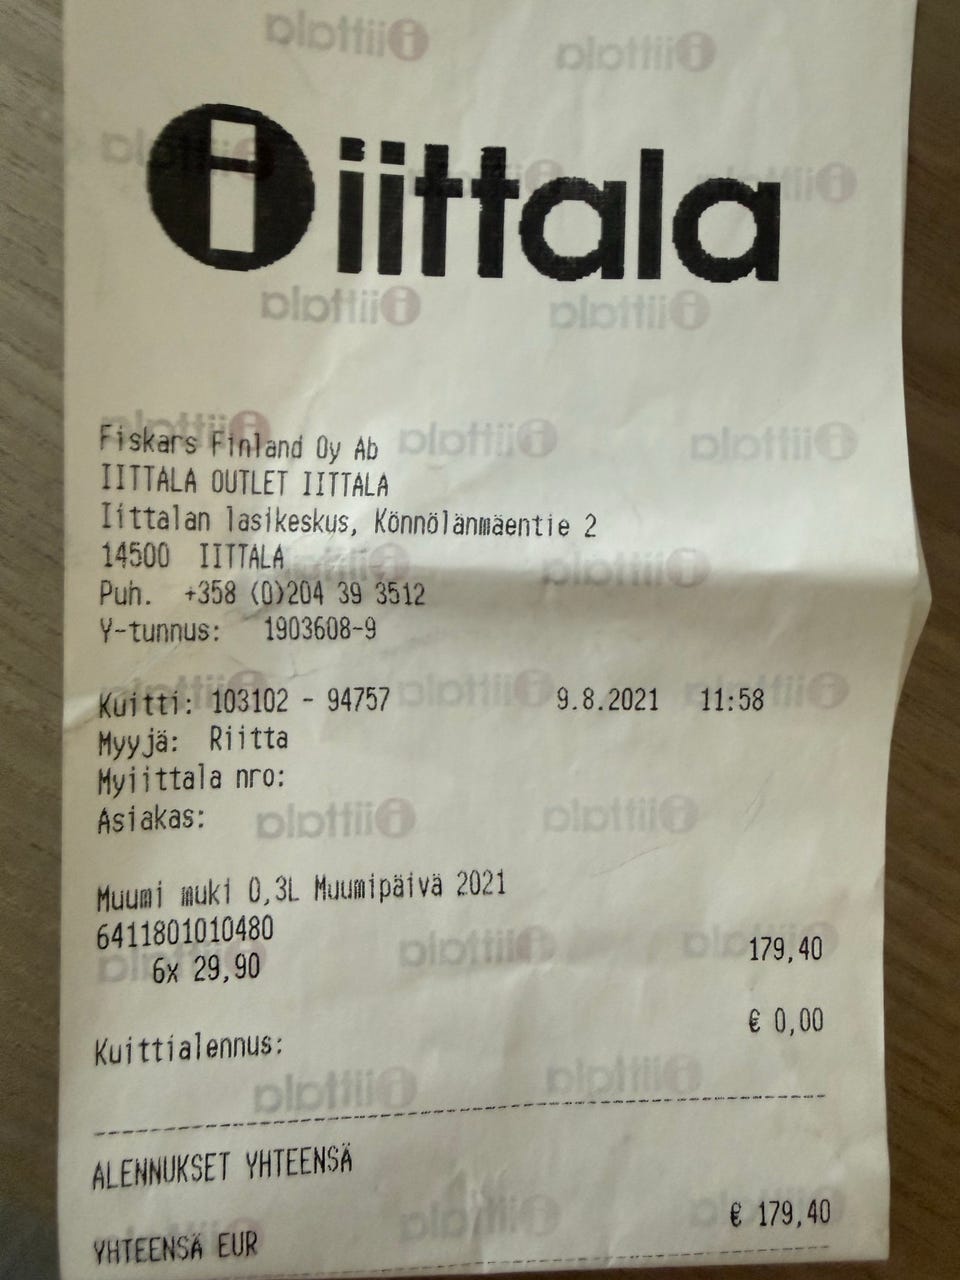 iittala
Fiskars Finland Oy Ab
IITTALA OUTLET IITTALA
Iittalan lasikeskus, Könnölänmäentie 2
14500 IITTALA
Puh. +358 (0)204 39 3512
Y-tunnus: 1903608-9
Kuitti: 103102 - 94757 9.8.2021 11:58
Myyjä: Riitta
Myiittala nro:
Asiakas:
Muumi muki 0,3L Muumipäivä 2021
6411801010480
6x 29,90 179,40
Kuittialennus: € 0,00
ALENNUKSET YHTEENSÄ
YHTEENSÄ EUR € 179,40